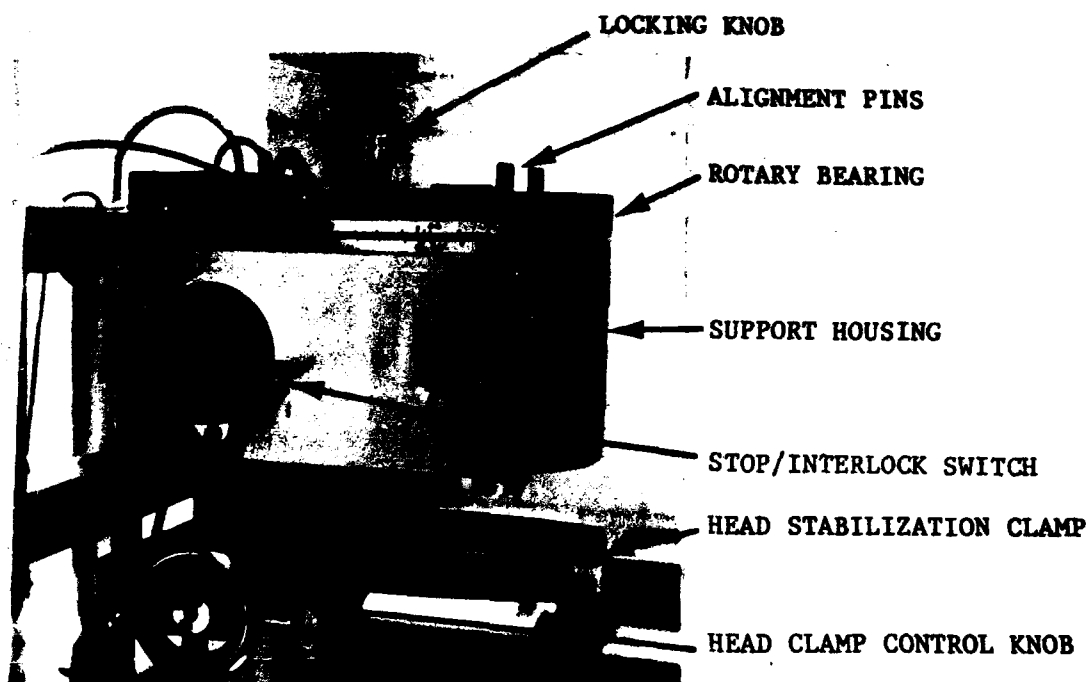 LOCKING KNOB
ALIGNMENT PINS
ROTARY BEARING
SUPPORT HOUSING
STOP/INTERLOCK SWITCH
HEAD STABILIZATION CLAMP
HEAD CLAMP CONTROL KNOB